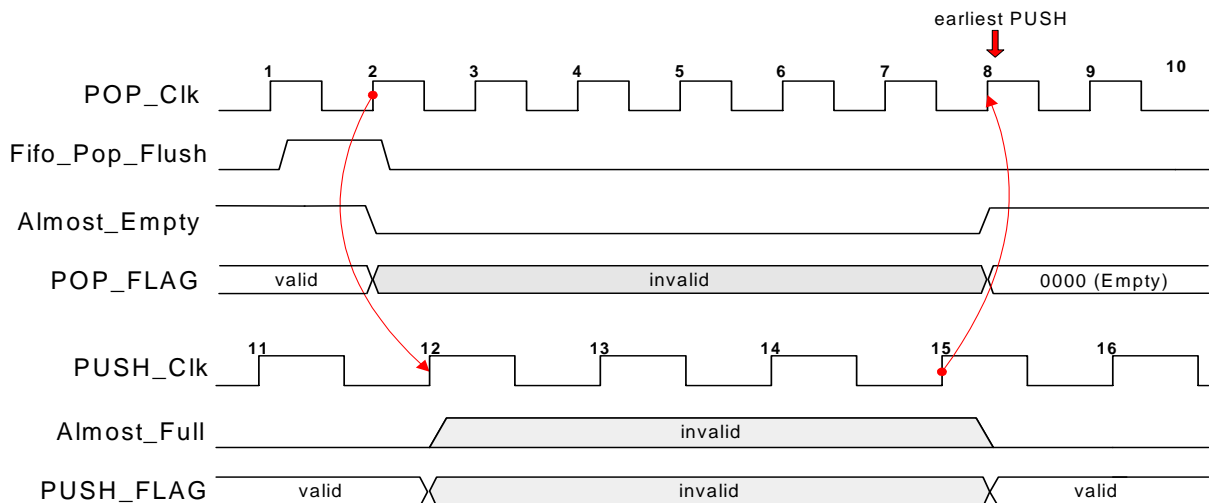 earliest PUSH
1 2 3 4 5 6 7 8 9 10
POP_Clk
Fifo_Pop_Flush
Almost_Empty
POP_FLAG valid invalid 0000 (Empty)
11 12 13 14 15 16
PUSH_Clk
Almost_Full invalid
PUSH_FLAG valid invalid valid